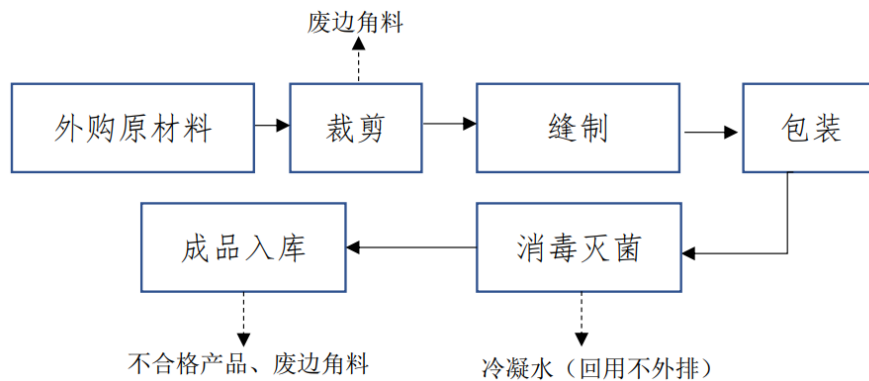 废边角料
外购原材料
裁剪
缝制
包装
成品入库
消毒灭菌
不合格产品、废边角料
冷凝水（回用不外排）